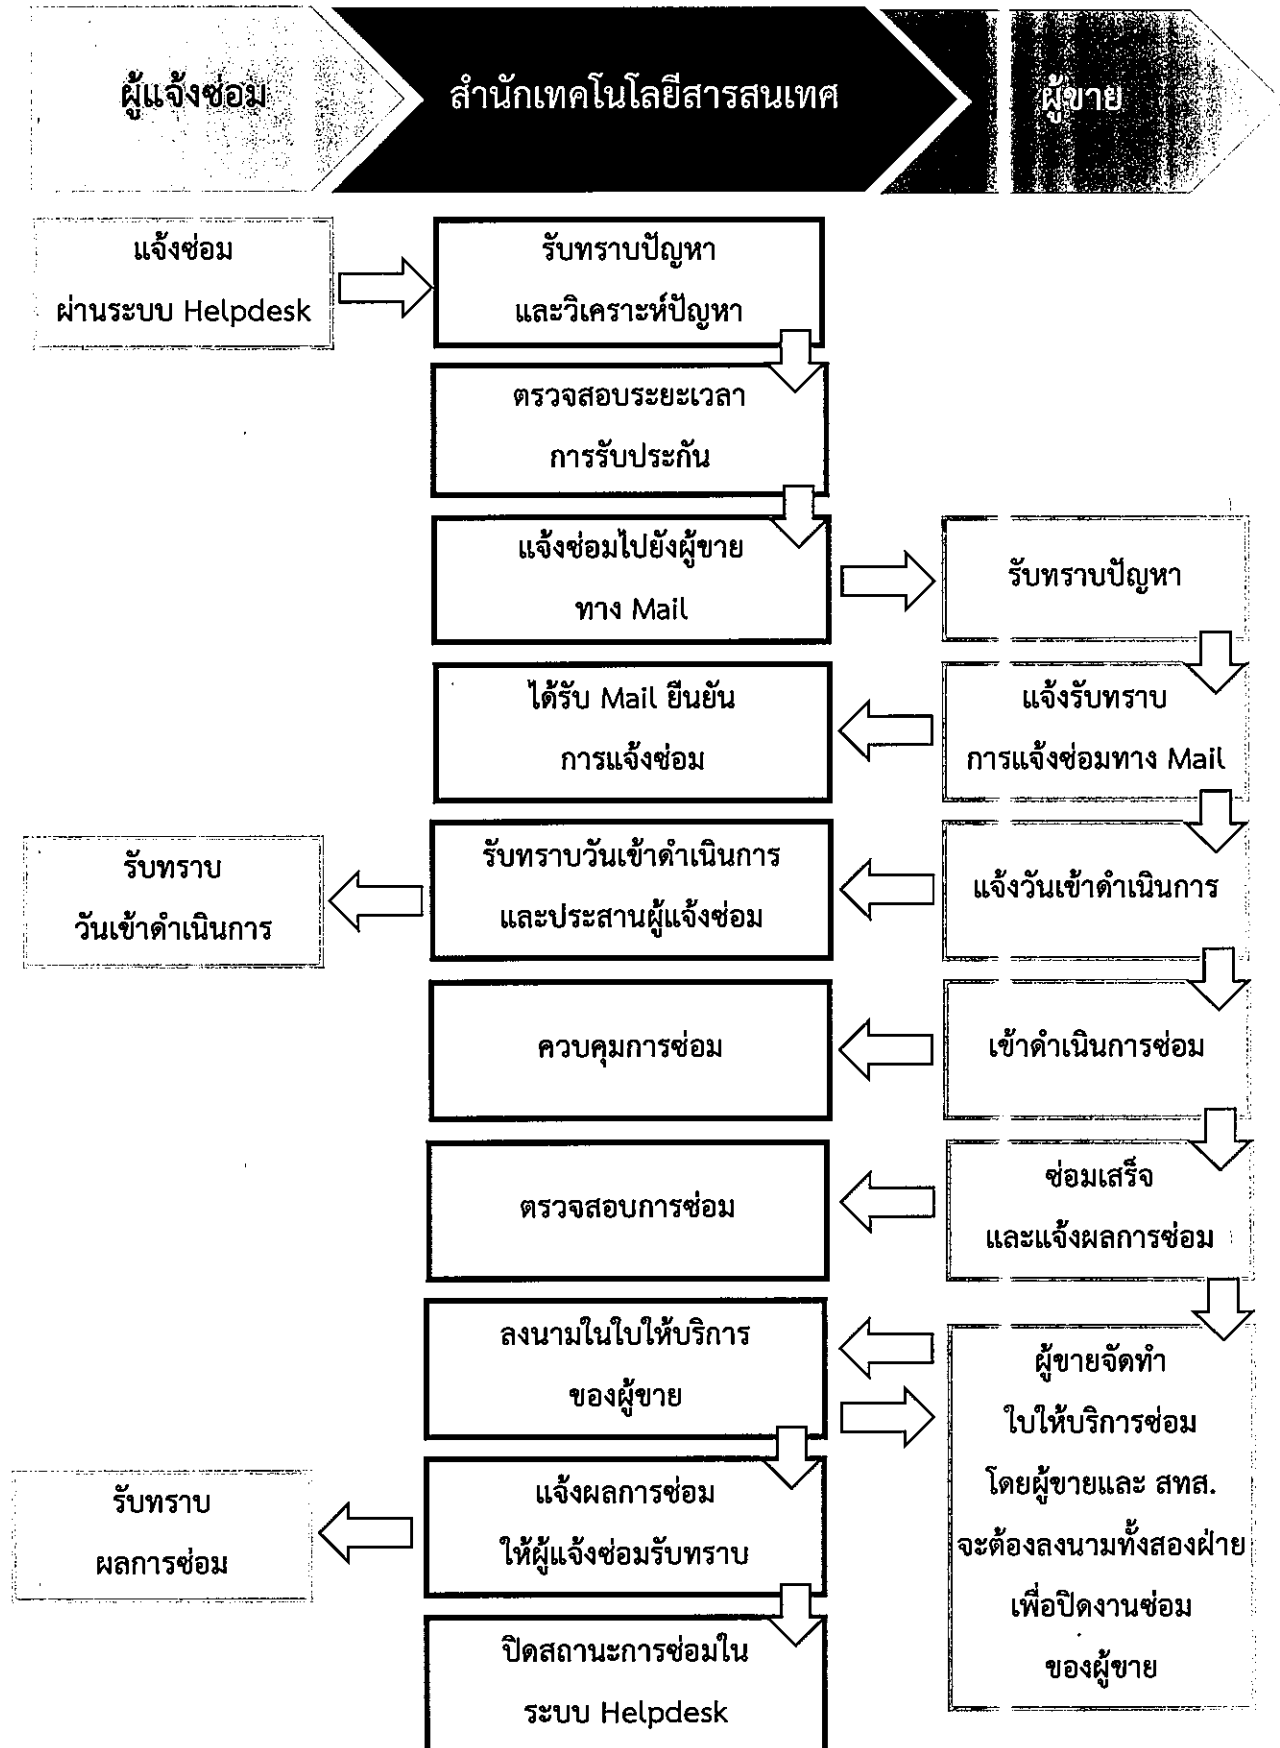 ผู้แจ้งซ่อม
สำนักเทคโนโลยีสารสนเทศ
ผู้ขาย
แจ้งซ่อม
ผ่านระบบ Helpdesk
รับทราบปัญหา
และวิเคราะห์ปัญหา
ตรวจสอบระยะเวลา
การรับประกัน
แจ้งซ่อมไปยังผู้ขาย
ทาง Mail
รับทราบปัญหา
ได้รับ Mail ยืนยัน
การแจ้งซ่อม
แจ้งรับทราบ
การแจ้งซ่อมทาง Mail
รับทราบ
วันเข้าดำเนินการ
รับทราบวันเข้าดำเนินการ
และประสานผู้แจ้งซ่อม
แจ้งวันเข้าดำเนินการ
ควบคุมการซ่อม
เข้าดำเนินการซ่อม
ตรวจสอบการซ่อม
ซ่อมเสร็จ
และแจ้งผลการซ่อม
ลงนามในใบให้บริการ
ของผู้ขาย
ผู้ขายจัดทำ
ใบให้บริการซ่อม
โดยผู้ขายและ สทส.
จะต้องลงนามทั้งสองฝ่าย
เพื่อปิดงานซ่อม
ของผู้ขาย
รับทราบ
ผลการซ่อม
แจ้งผลการซ่อม
ให้ผู้แจ้งซ่อมรับทราบ
ปิดสถานะการซ่อมใน
ระบบ Helpdesk